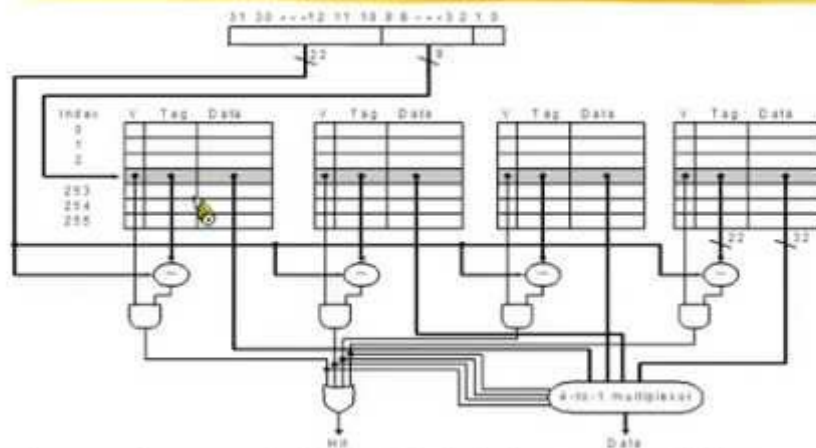 31 30 ---12 11 10 9 8 ---3 2 1 0
22
Index V Tag Data V Tag Data V Tag Data V Tag Data
0
1
2
253
254
255
22 32
4-to-1 multiplexor
Hit Data